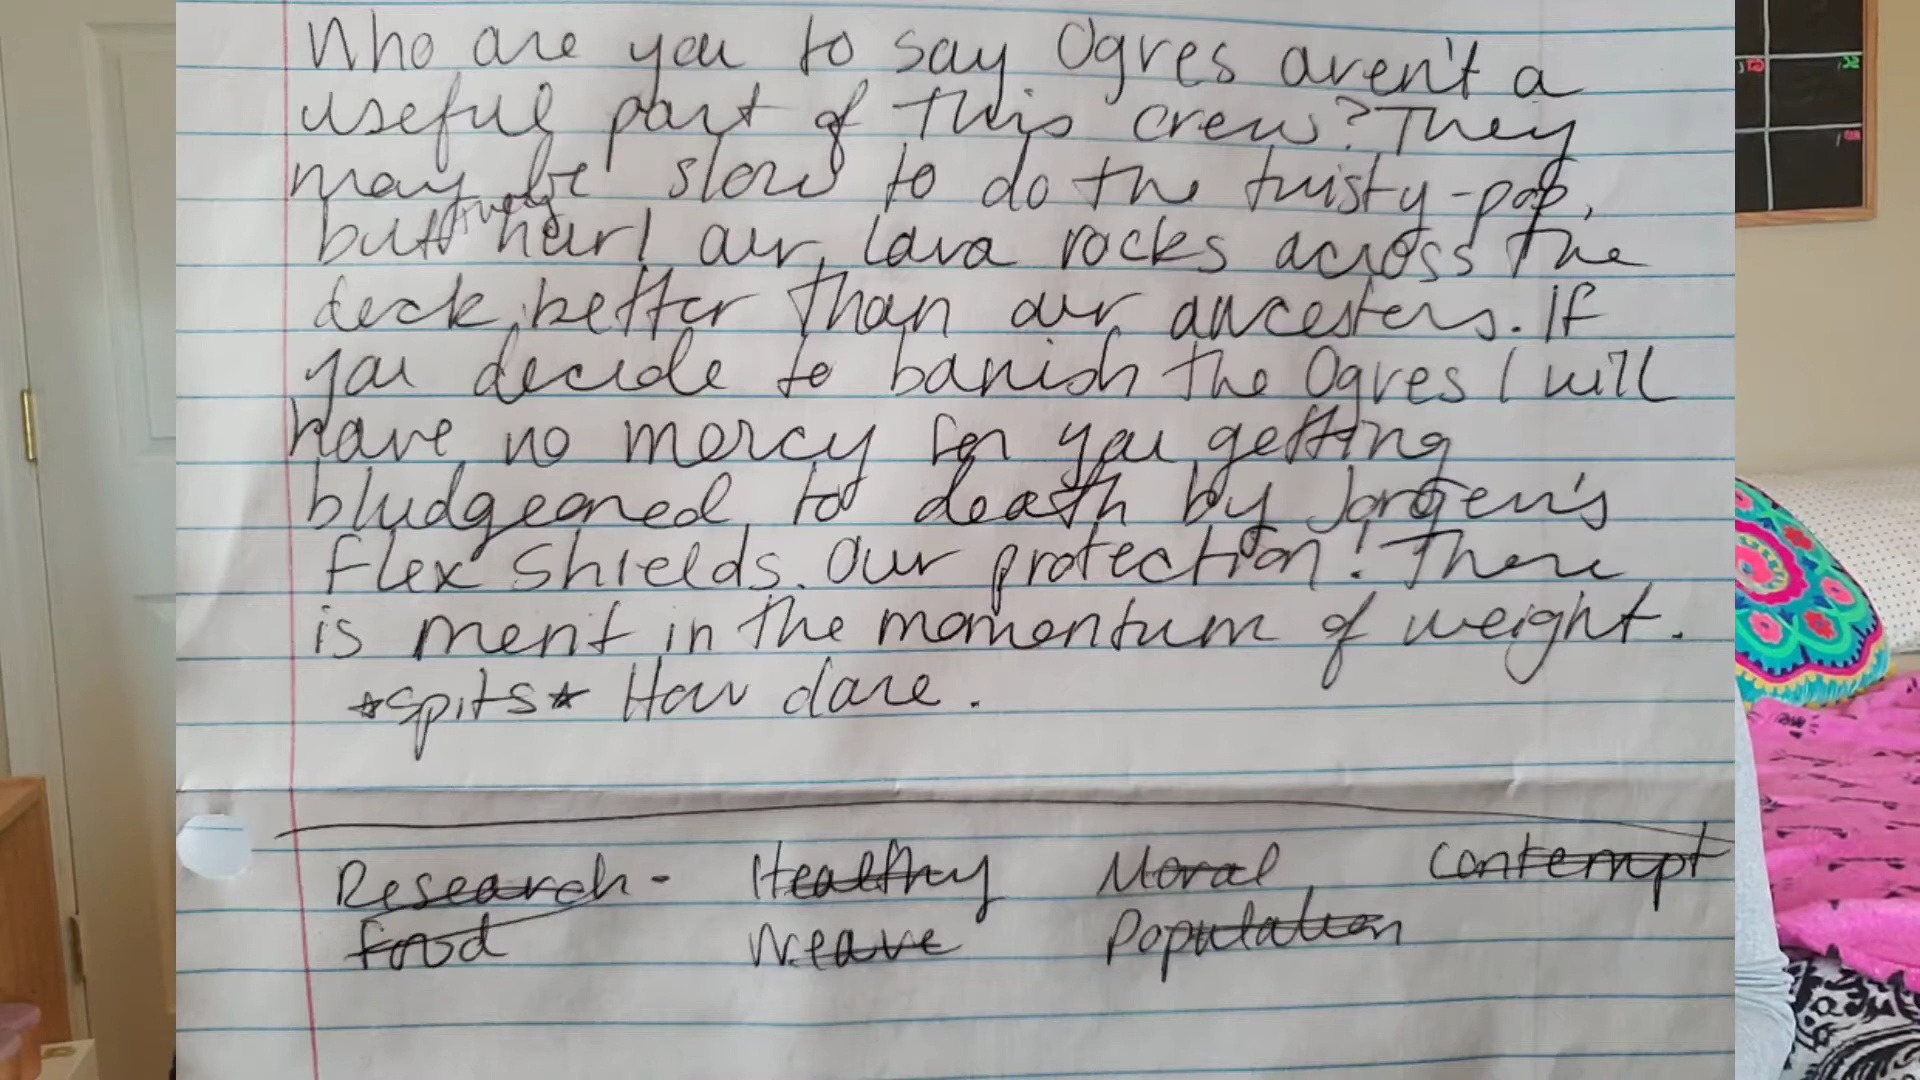 Who are you to say Ogres aren't a
useful part of this crew? They
may be slow to do the twisty-pop,
but they hurl our lava rocks across the
deck better than our ancesters. If
you decide to banish the Ogres I will
have no mercy for you getting
bludgeoned to death by Jorgen's
flex shields. Our protection! There
is merit in the momentum of weight.
*spits* How dare.
Research - Healthy Moral Contempt
food Weave Population